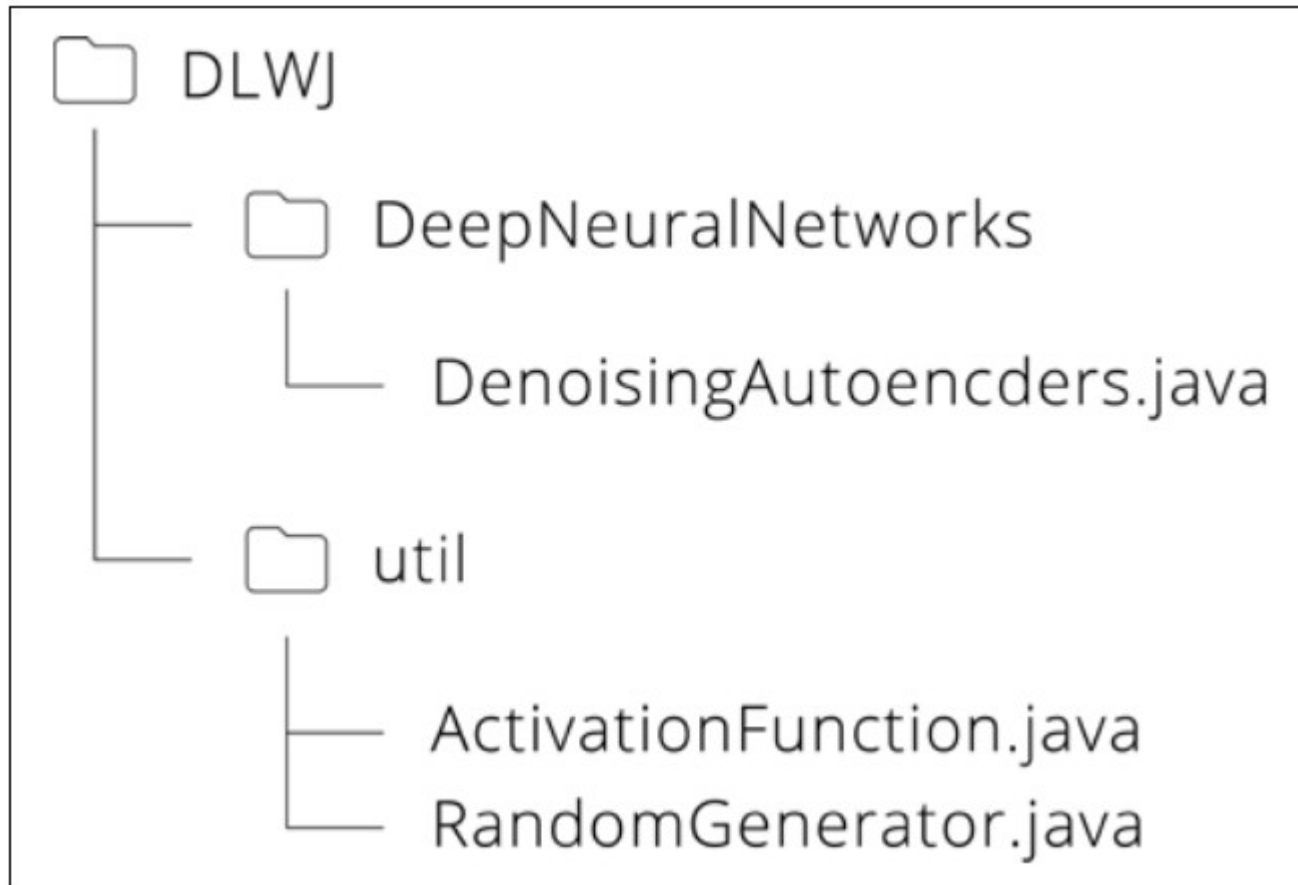 DLWJ
DeepNeuralNetworks
DenoisingAutoencders.java
util
ActivationFunction.java
RandomGenerator.java